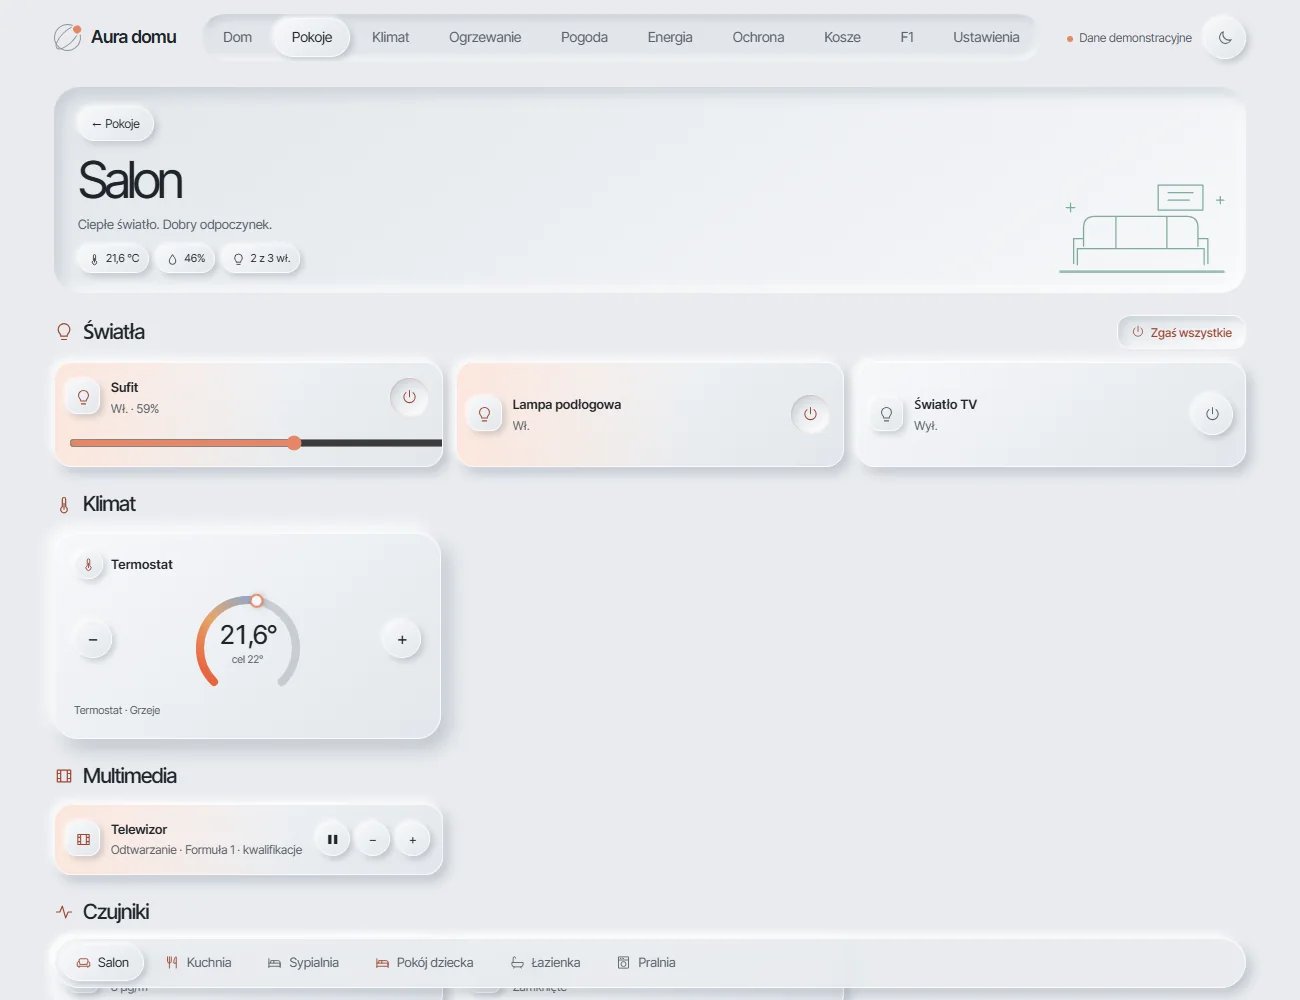 Aura domu
Dom Pokoje Klimat Ogrzewanie Pogoda Energia Ochrona Kosze F1 Ustawienia
Dane demonstracyjne
← Pokoje
Salon
Ciepłe światło. Dobry odpoczynek.
21,6 °C 46% 2 z 3 wł.
Światła
Zgaś wszystkie
Sufit
Wł. · 59%
Lampa podłogowa
Wł.
Światło TV
Wył.
Klimat
Termostat
− 21,6° +
cel 22°
Termostat · Grzeje
Multimedia
Telewizor
Odtwarzanie · Formuła 1 · kwalifikacje
− +
Czujniki
Salon Kuchnia Sypialnia Pokój dziecka Łazienka Pralnia